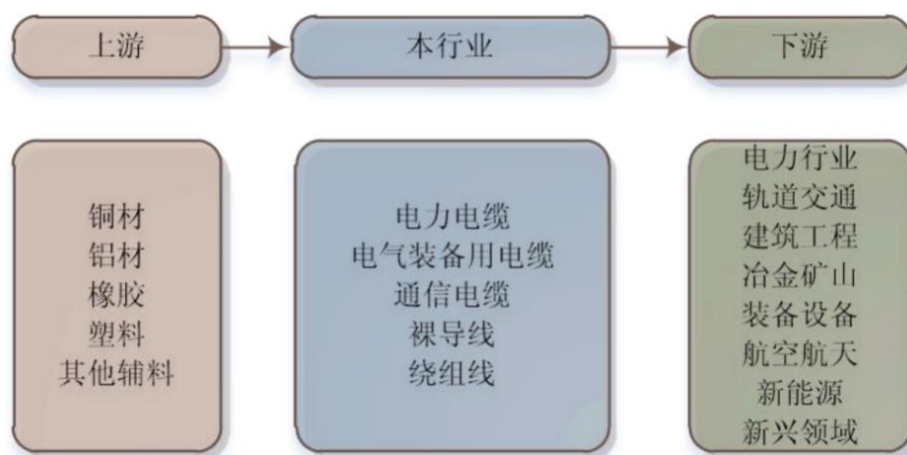 上游
本行业
下游
铜材
铝材
橡胶
塑料
其他辅料
电力电缆
电气装备用电缆
通信电缆
裸导线
绕组线
电力行业
轨道交通
建筑工程
冶金矿山
装备设备
航空航天
新能源
新兴领域